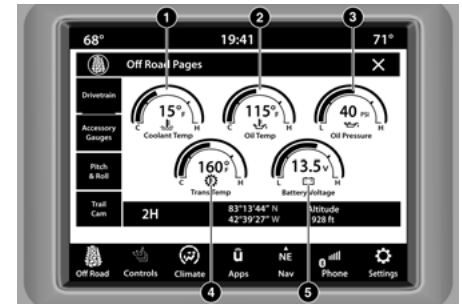 1 2 3
68° 19:41 71°
Off Road Pages X
Drivetrain
Accessory
Gauges
Pitch
& Roll
Trail
Cam
15°F
C H
Coolant Temp
115°F
C H
Oil Temp
40 PSI
L H
Oil Pressure
160°F
C H
Trans Temp
13.5v
L H
Battery Voltage
2H
83°13'44" N
42°39'27" W
Altitude
928 ft
Off Road
Controls
Climate
û
Apps
NE
Nav
Phone
Settings
4 5